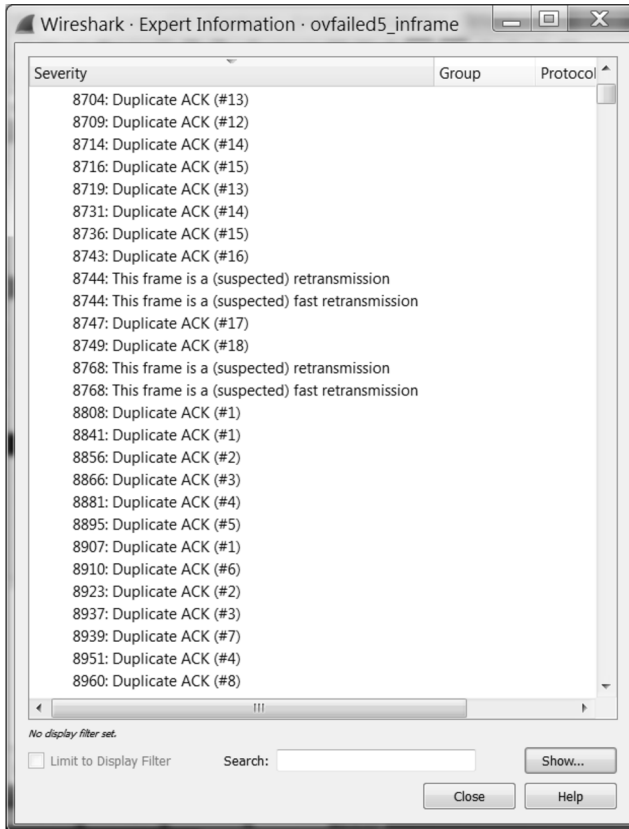 Wireshark · Expert Information · ovfailed5_inframe
Severity Group Protocol
8704: Duplicate ACK (#13)
8709: Duplicate ACK (#12)
8714: Duplicate ACK (#14)
8716: Duplicate ACK (#15)
8719: Duplicate ACK (#13)
8731: Duplicate ACK (#14)
8736: Duplicate ACK (#15)
8743: Duplicate ACK (#16)
8744: This frame is a (suspected) retransmission
8744: This frame is a (suspected) fast retransmission
8747: Duplicate ACK (#17)
8749: Duplicate ACK (#18)
8768: This frame is a (suspected) retransmission
8768: This frame is a (suspected) fast retransmission
8808: Duplicate ACK (#1)
8841: Duplicate ACK (#1)
8856: Duplicate ACK (#2)
8866: Duplicate ACK (#3)
8881: Duplicate ACK (#4)
8895: Duplicate ACK (#5)
8907: Duplicate ACK (#1)
8910: Duplicate ACK (#6)
8923: Duplicate ACK (#2)
8937: Duplicate ACK (#3)
8939: Duplicate ACK (#7)
8951: Duplicate ACK (#4)
8960: Duplicate ACK (#8)
No display filter set.
Limit to Display Filter Search: Show...
Close Help